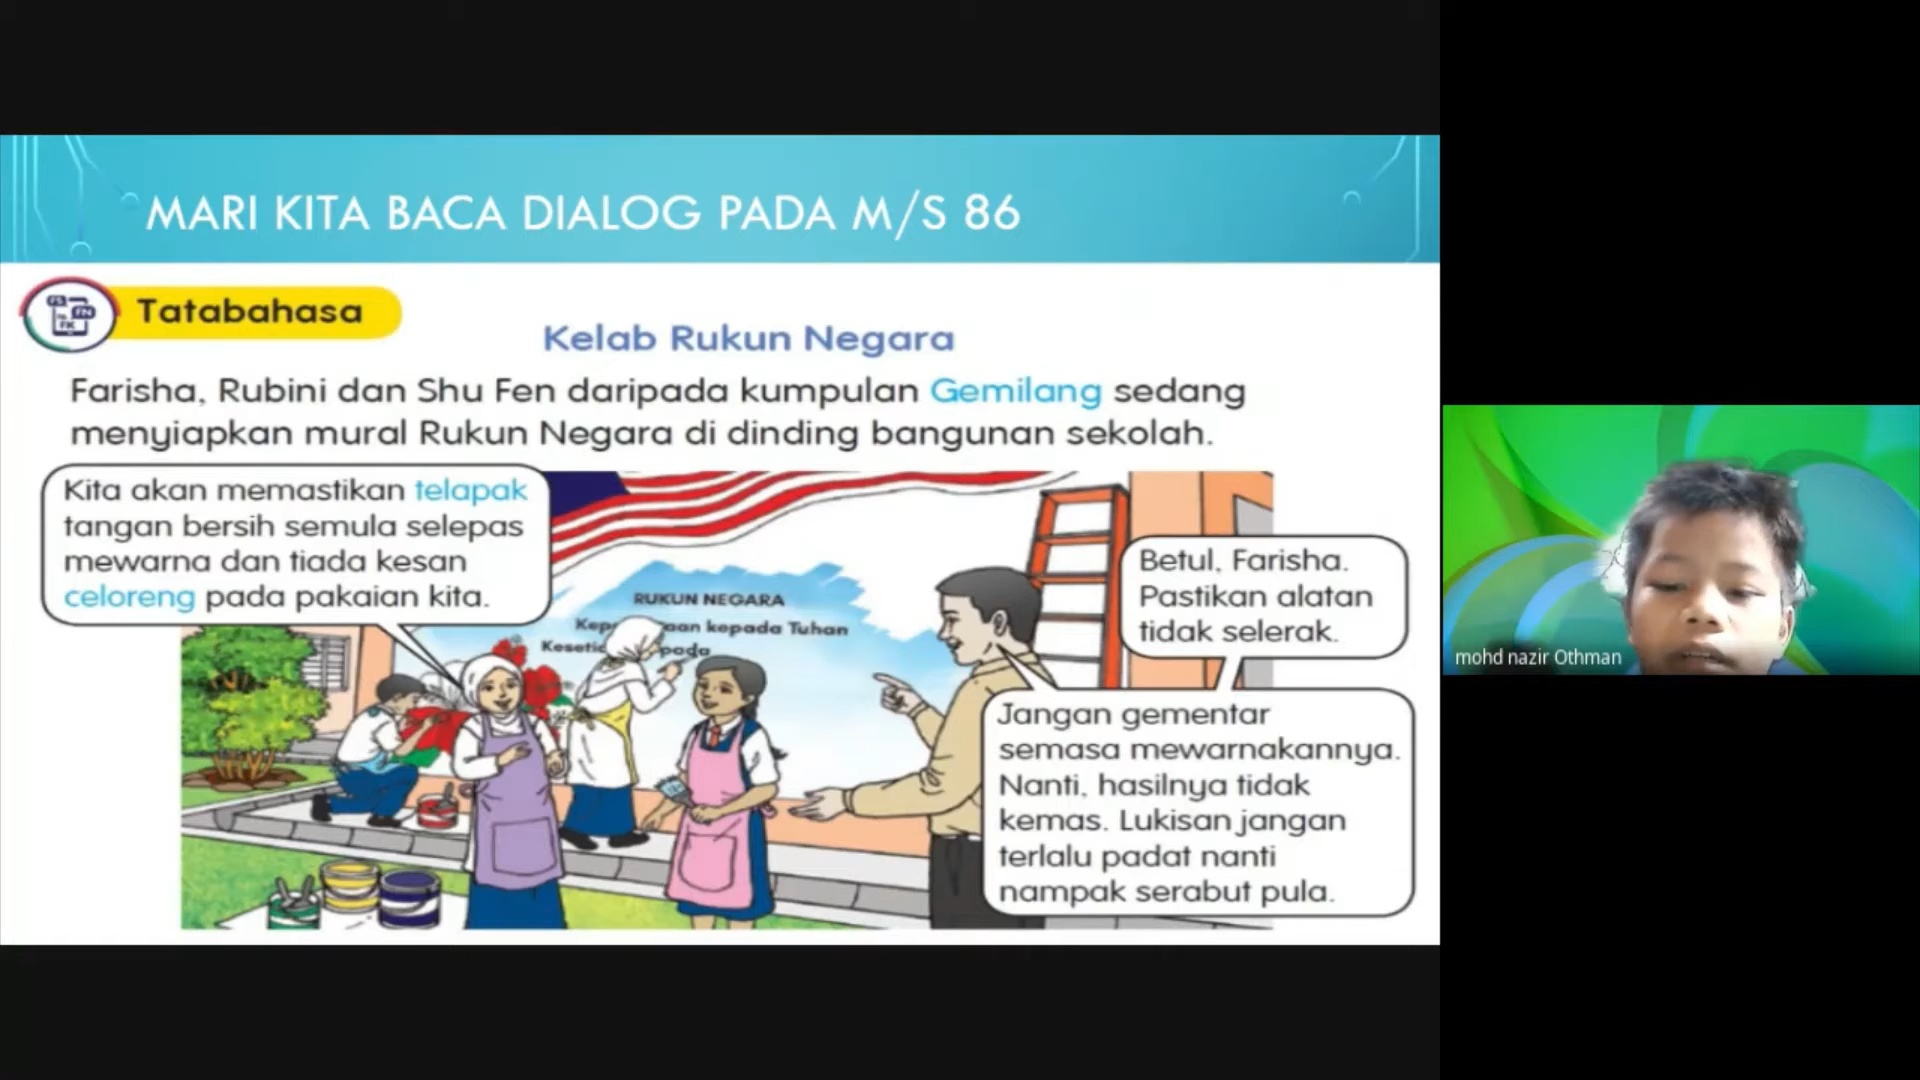 MARI KITA BACA DIALOG PADA M/S 86
Tatabahasa
Kelab Rukun Negara
Farisha, Rubini dan Shu Fen daripada kumpulan Gemilang sedang
menyiapkan mural Rukun Negara di dinding bangunan sekolah.
Kita akan memastikan telapak
tangan bersih semula selepas
mewarna dan tiada kesan
celoreng pada pakaian kita.
Betul, Farisha.
Pastikan alatan
tidak selerak.
Jangan gementar
semasa mewarnakannya.
Nanti, hasilnya tidak
kemas. Lukisan jangan
terlalu padat nanti
nampak serabut pula.
RUKUN NEGARA
kepada Tuhan
mohd nazir Othman